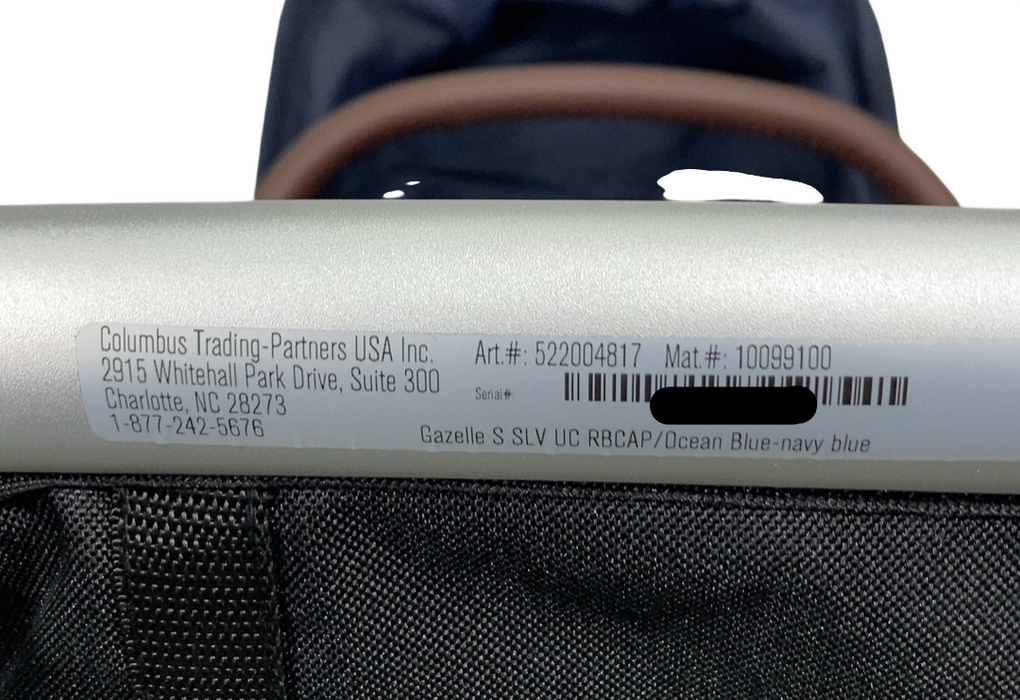 Columbus Trading-Partners USA Inc.
2915 Whitehall Park Drive, Suite 300
Charlotte, NC 28273
1-877-242-5676
Art.#: 522004817 Mat.#: 10099100
Serial#:
Gazelle S SLV UC RBCAP/Ocean Blue-navy blue